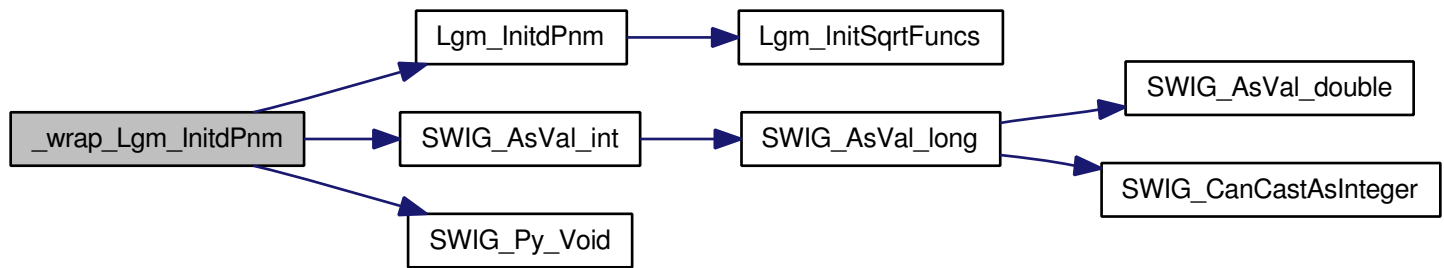 _wrap_Lgm_InitdPnm
Lgm_InitdPnm
Lgm_InitSqrtFuncs
SWIG_AsVal_int
SWIG_AsVal_long
SWIG_AsVal_double
SWIG_CanCastAsInteger
SWIG_Py_Void